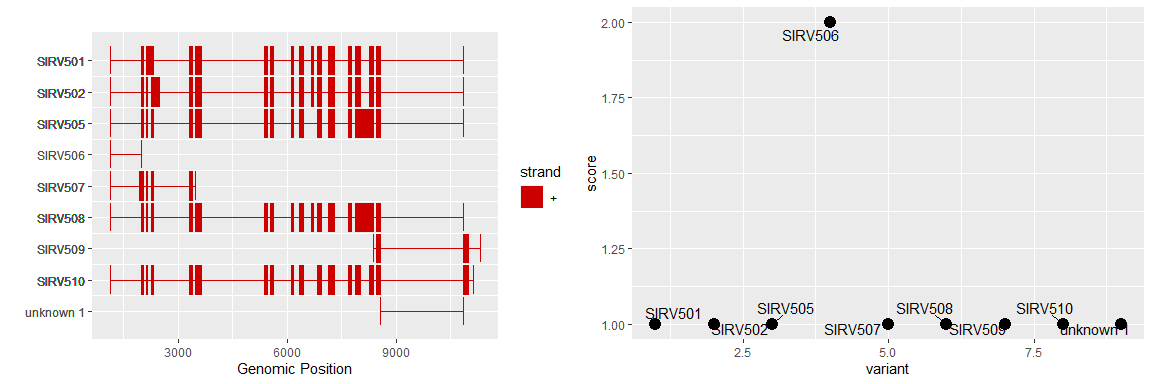 SIRV501
SIRV502
SIRV505
SIRV506
SIRV507
SIRV508
SIRV509
SIRV510
unknown 1
3000 6000 9000
Genomic Position
strand
+
2.00
1.75
1.50
1.25
1.00
score
SIRV506
SIRV501
SIRV502
SIRV505
SIRV507
SIRV508
SIRV509
SIRV510
unknown 1
2.5 5.0 7.5
variant